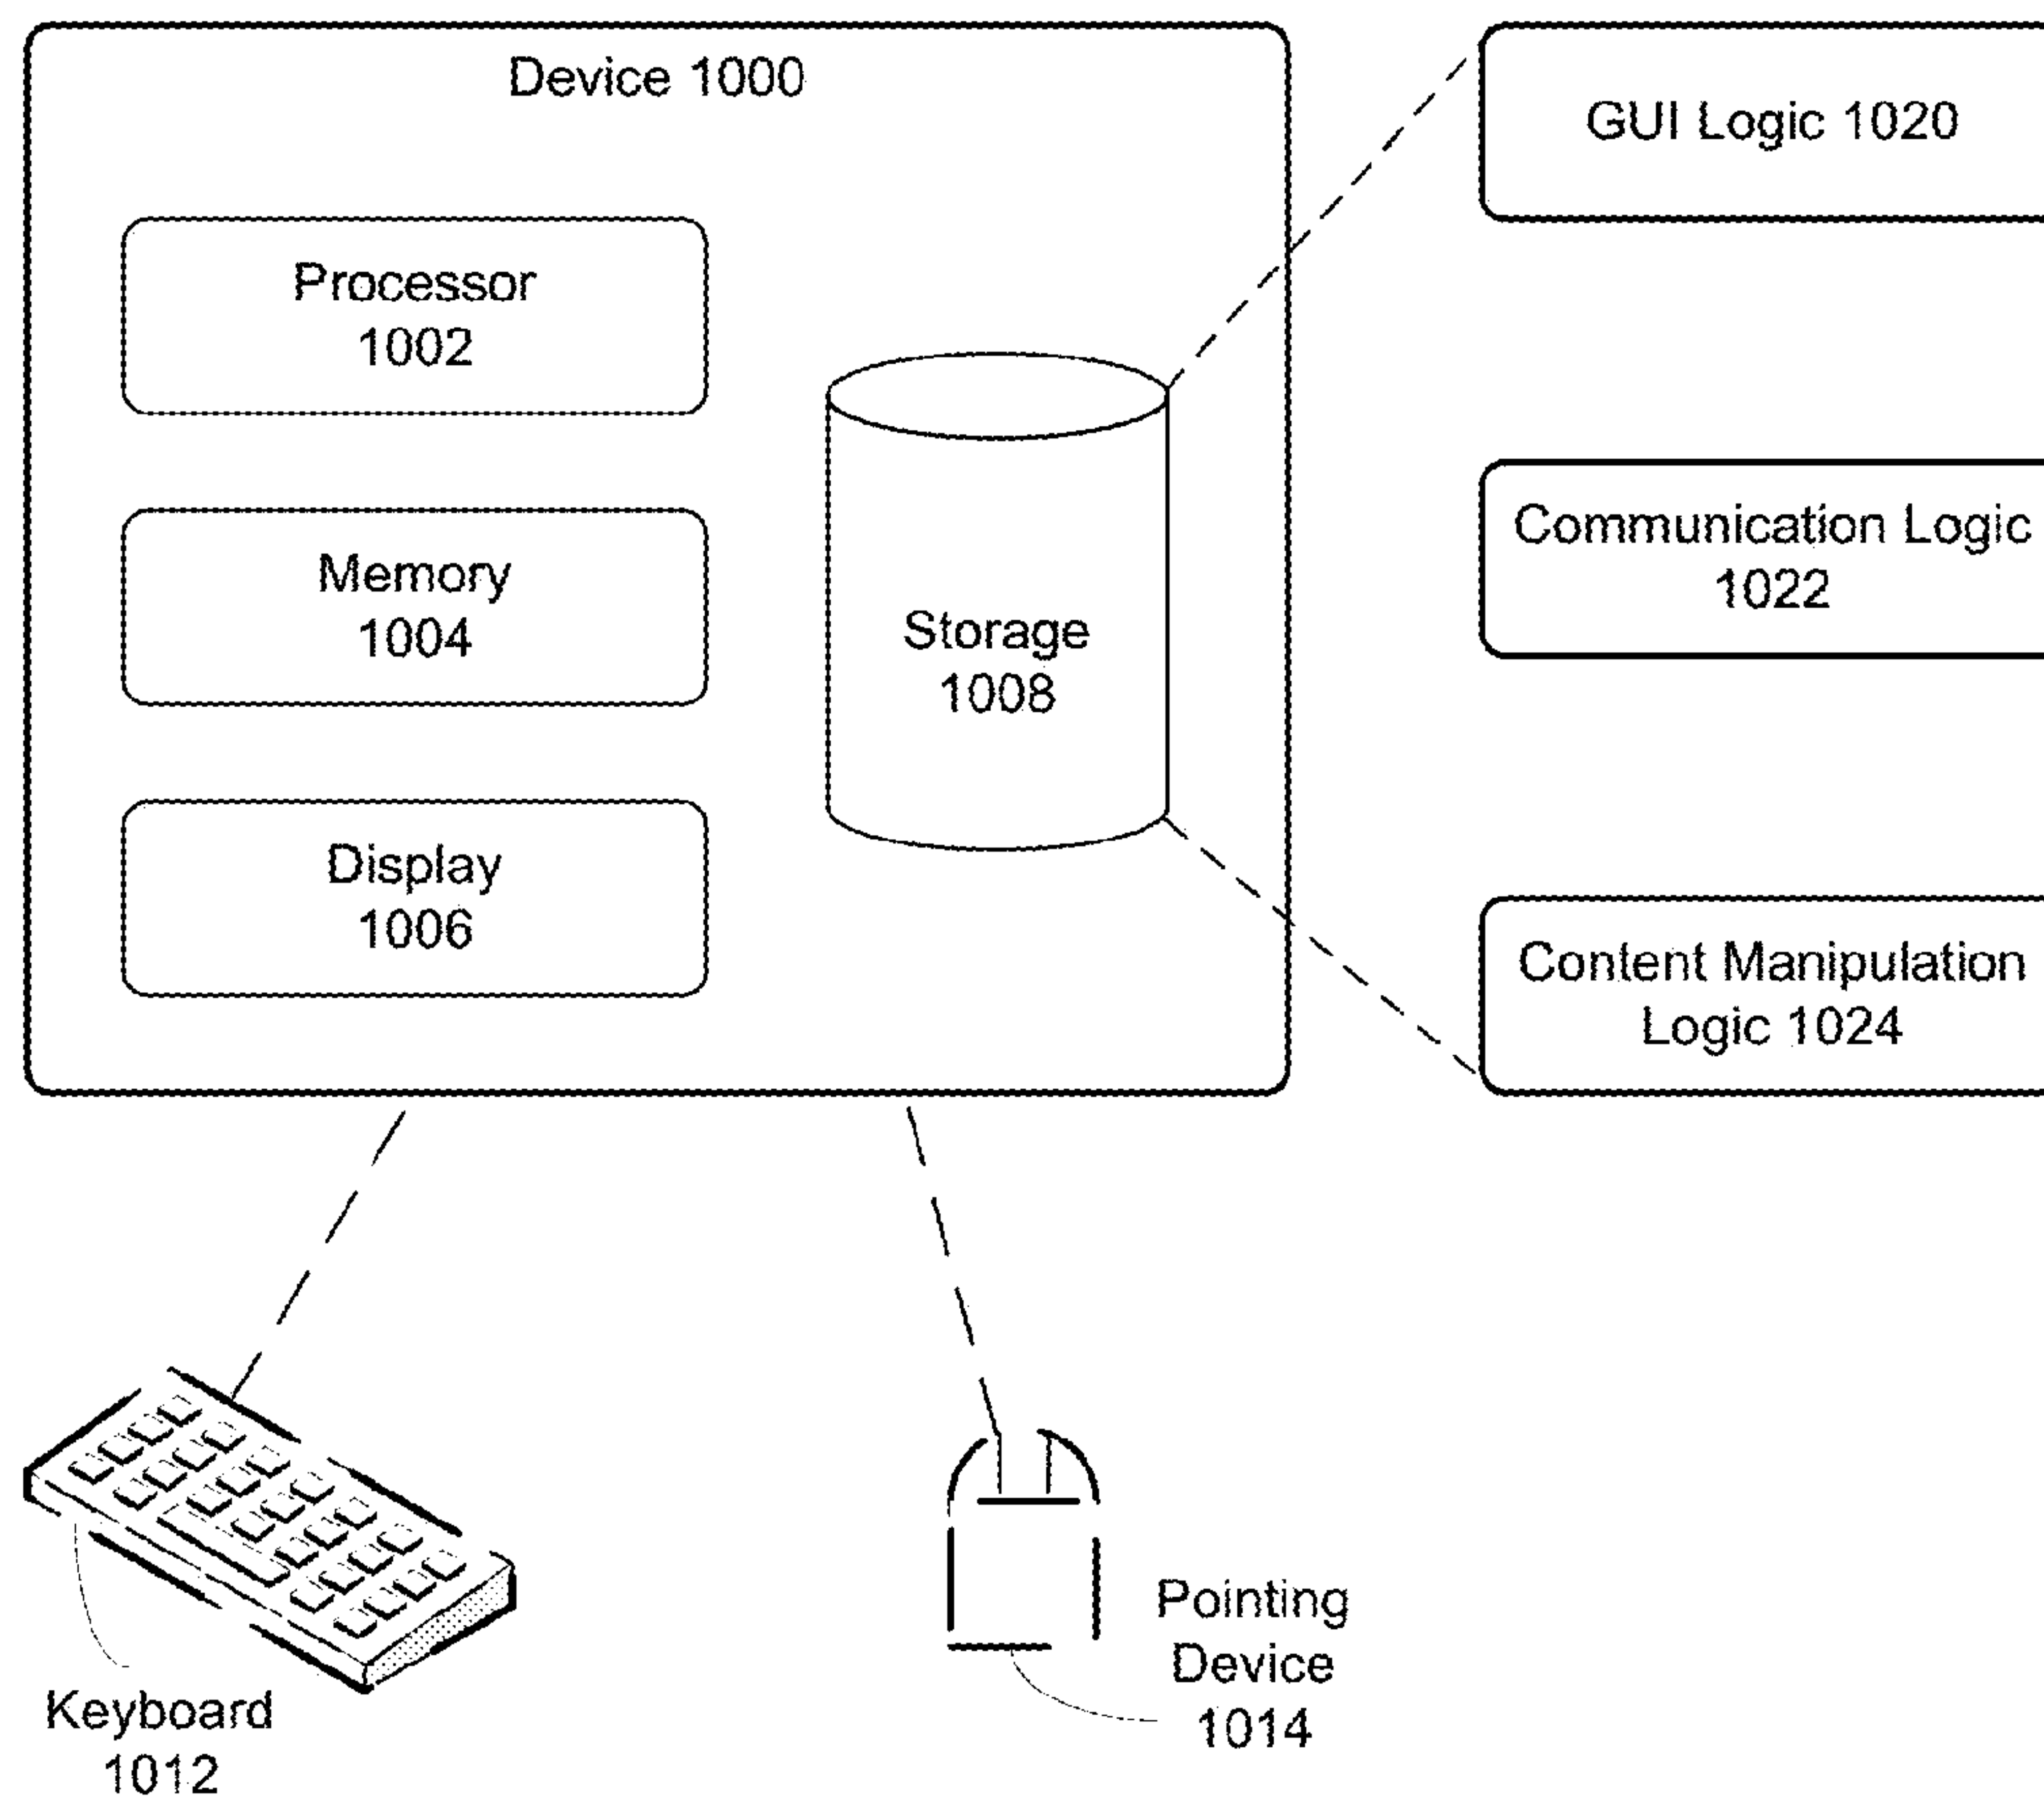 Device 1000
Processor
1002
Memory
1004
Display
1006
Storage
1008
GUI Logic 1020
Communication Logic
1022
Content Manipulation
Logic 1024
Keyboard
1012
Pointing
Device
1014